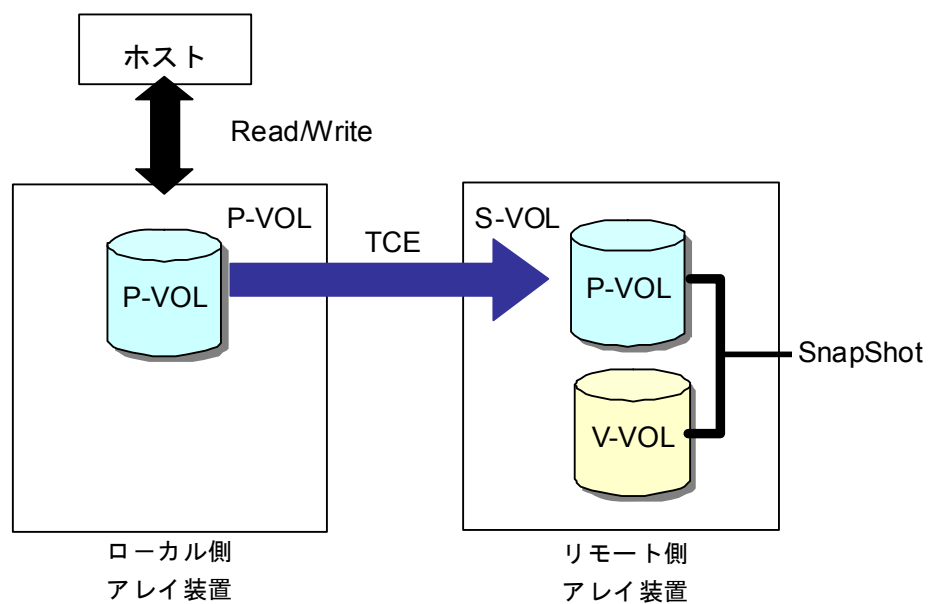 ホスト
Read/Write
P-VOL
TCE
S-VOL
P-VOL
P-VOL
SnapShot
V-VOL
ローカル側
アレイ装置
リモート側
アレイ装置